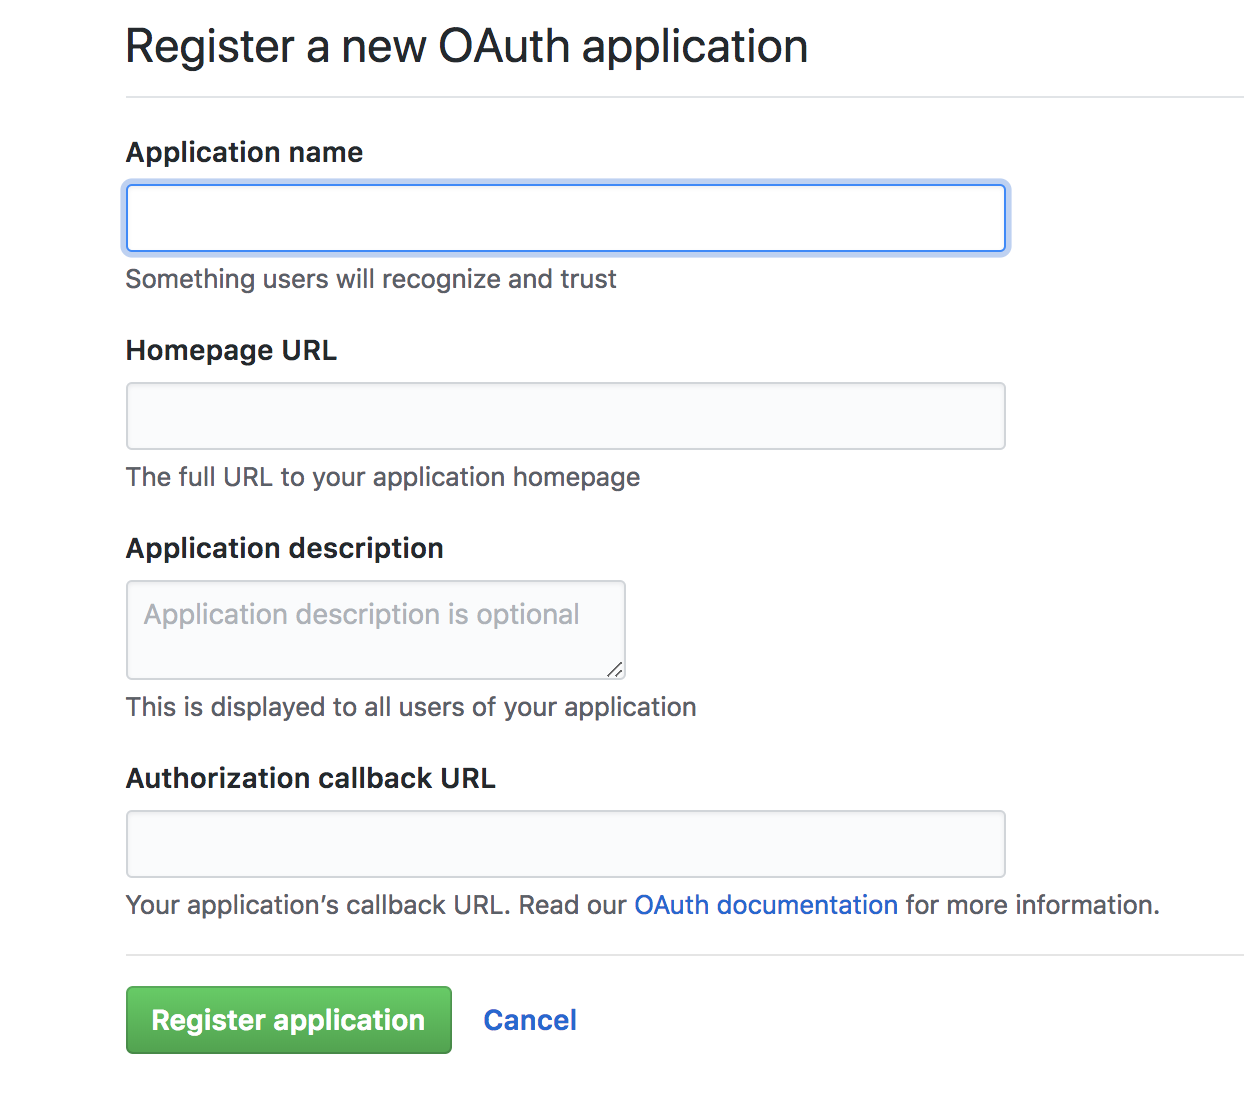 Register a new OAuth application
Application name
Something users will recognize and trust
Homepage URL
The full URL to your application homepage
Application description
Application description is optional
This is displayed to all users of your application
Authorization callback URL
Your application’s callback URL. Read our OAuth documentation for more information.
Register application Cancel